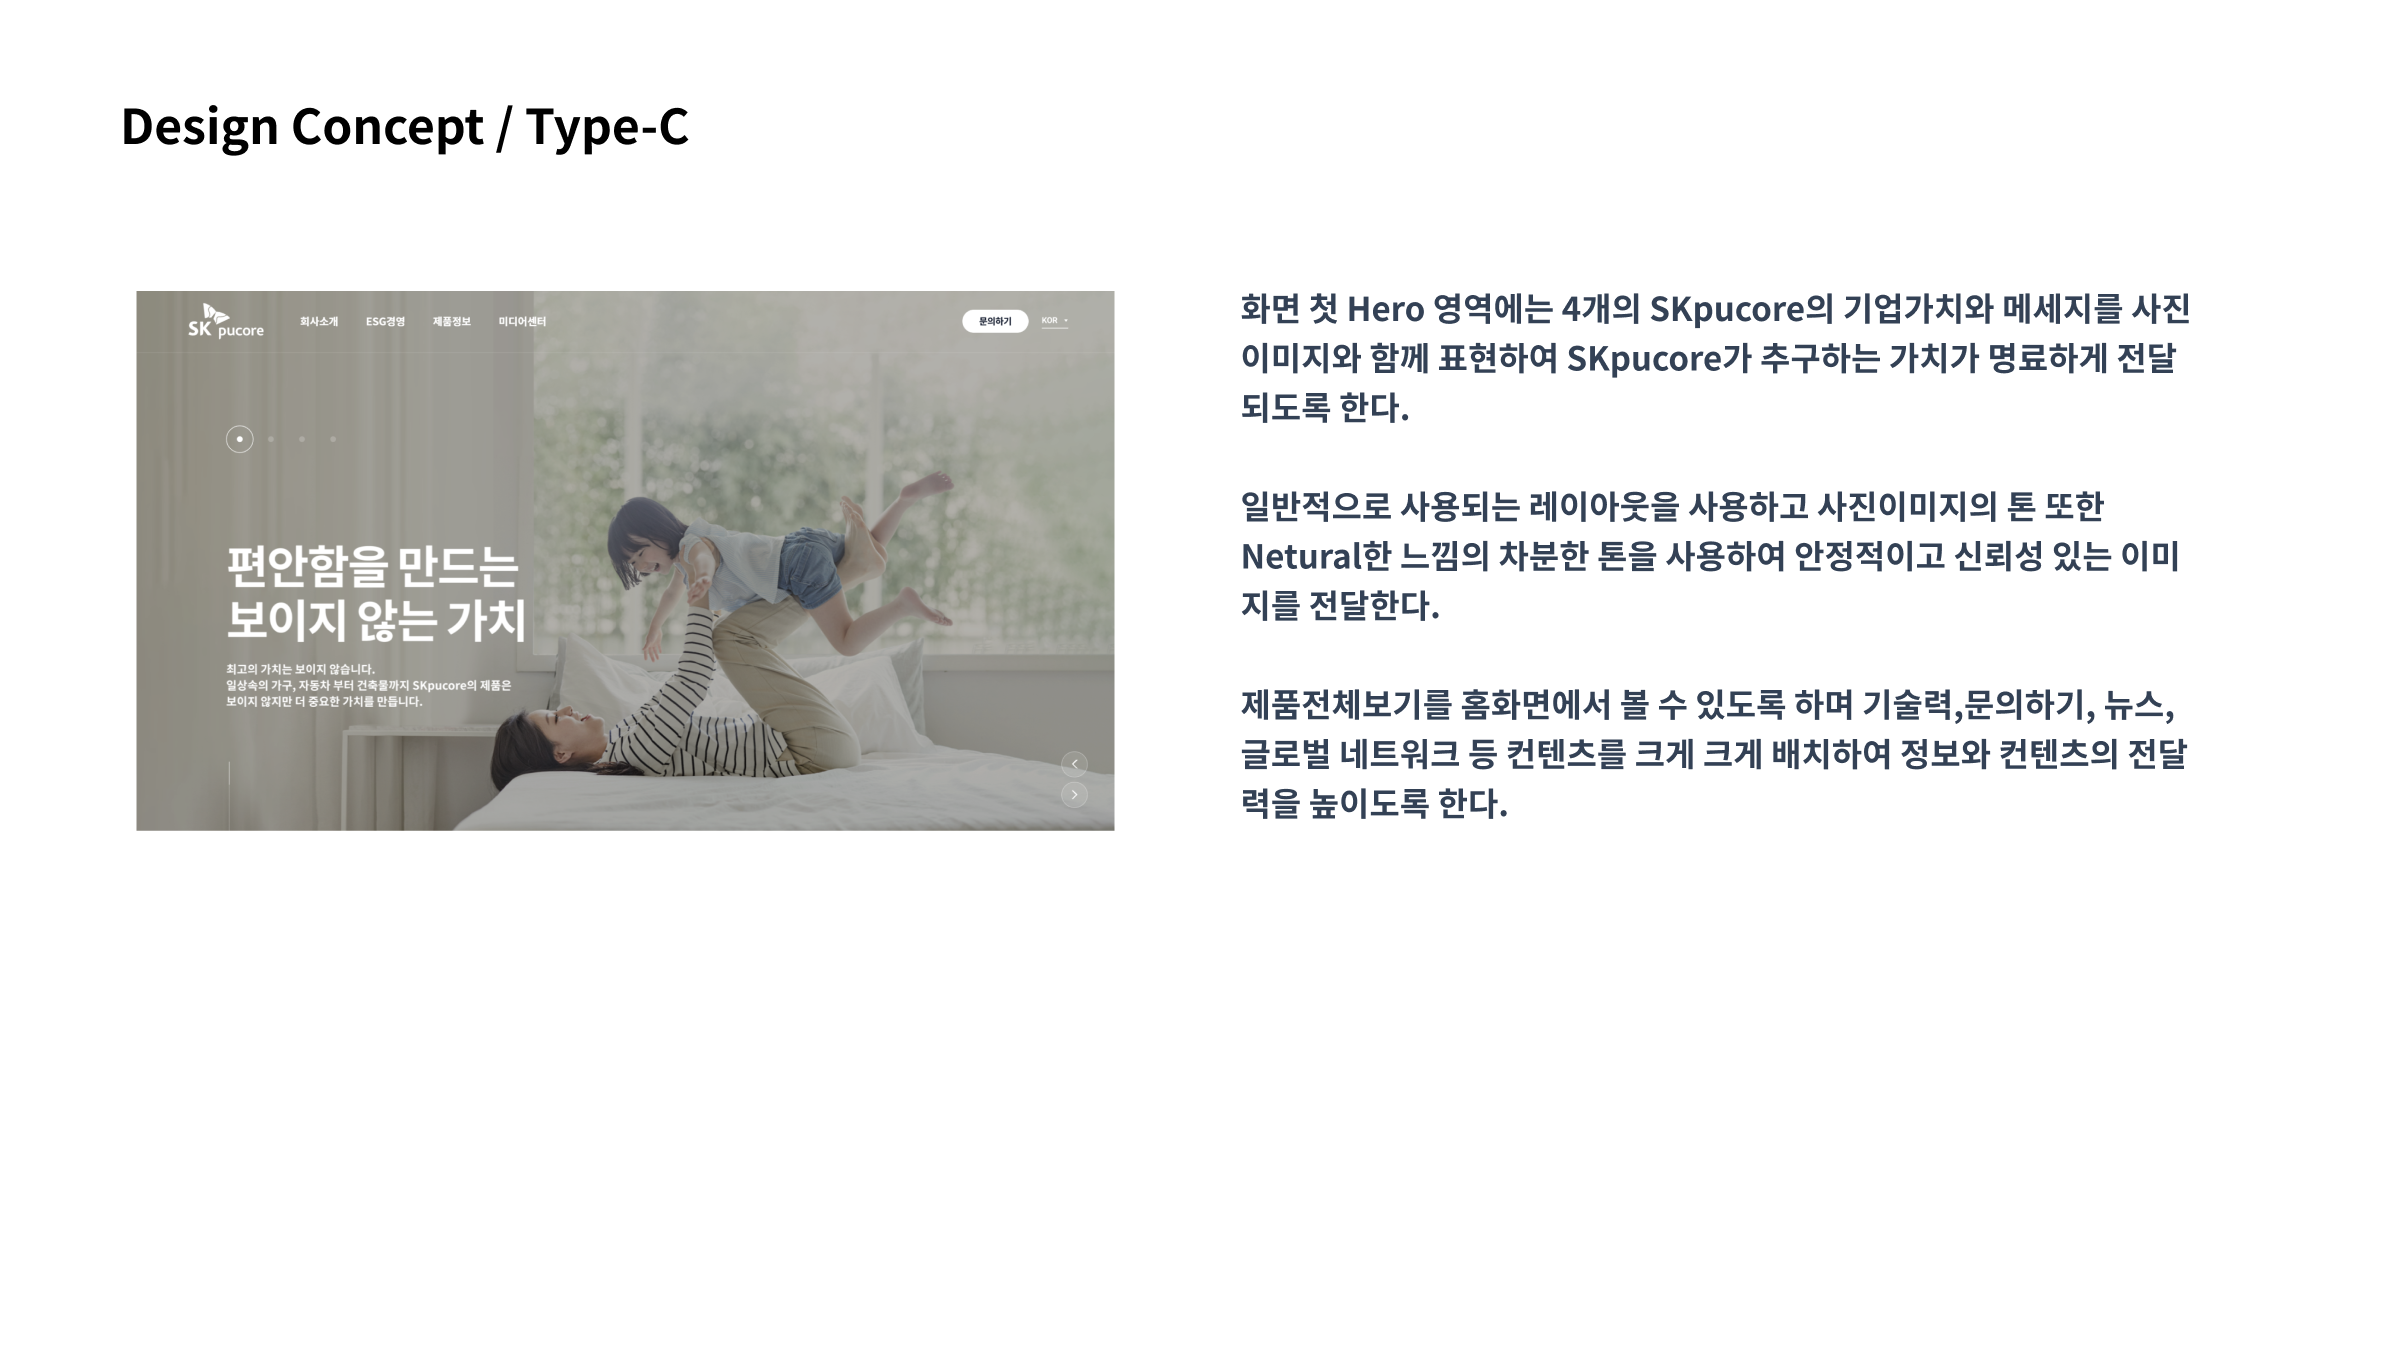 Design Concept / Type-C
SK pucore
회사소개
ESG경영
제품정보
미디어센터
문의하기
KOR
편안함을 만드는
보이지 않는 가치
최고의 가치는 보이지 않습니다.
일상속의 가구, 자동차 부터 건축물까지 SKpucore의 제품은
보이지 않지만 더 중요한 가치를 만듭니다.
화면 첫 Hero 영역에는 4개의 SKpucore의 기업가치와 메세지를 사진
이미지와 함께 표현하여 SKpucore가 추구하는 가치가 명료하게 전달
되도록 한다.
일반적으로 사용되는 레이아웃을 사용하고 사진이미지의 톤 또한
Netural한 느낌의 차분한 톤을 사용하여 안정적이고 신뢰성 있는 이미
지를 전달한다.
제품전체보기를 홈화면에서 볼 수 있도록 하며 기술력,문의하기, 뉴스,
글로벌 네트워크 등 컨텐츠를 크게 크게 배치하여 정보와 컨텐츠의 전달
력을 높이도록 한다.